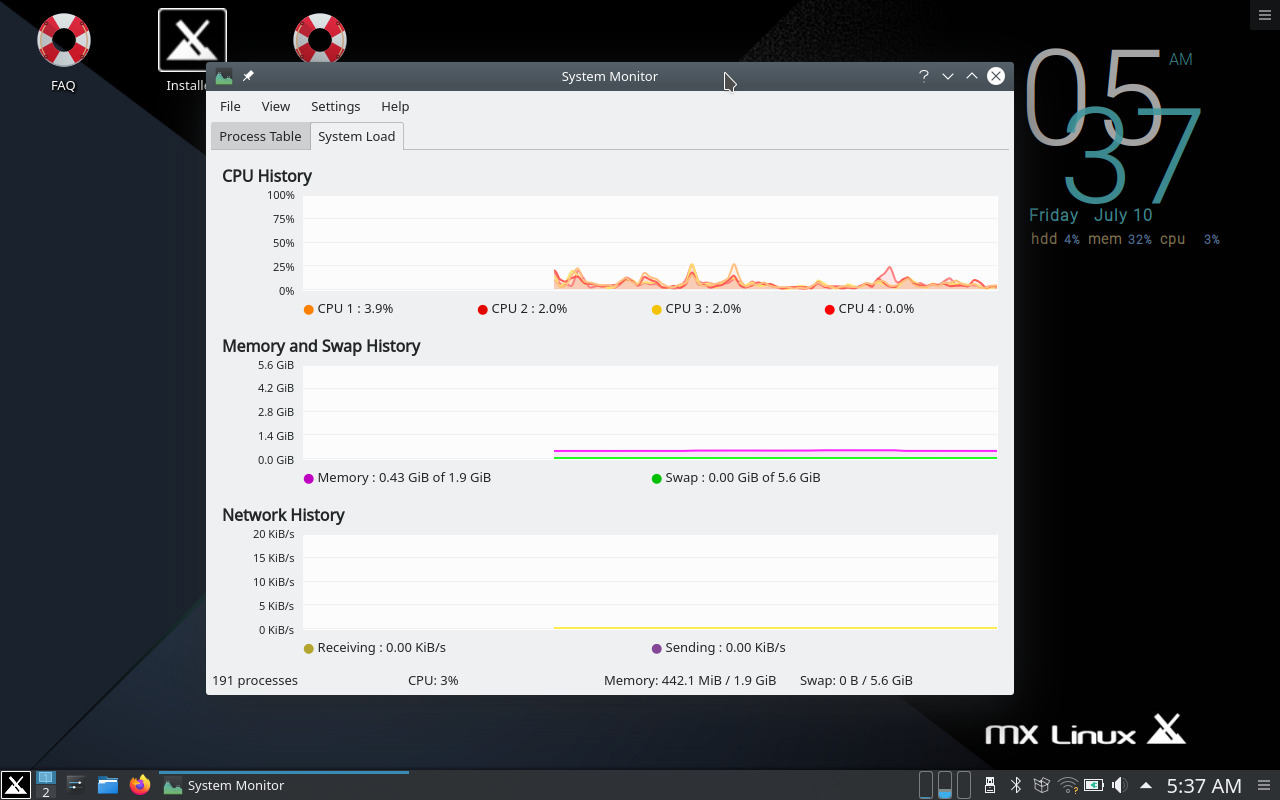 FAQ
Installe
System Monitor
File View Settings Help
Process Table System Load
CPU History
100%
75%
50%
25%
0%
CPU 1 : 3.9% CPU 2 : 2.0% CPU 3 : 2.0% CPU 4 : 0.0%
Memory and Swap History
5.6 GiB
4.2 GiB
2.8 GiB
1.4 GiB
0.0 GiB
Memory : 0.43 GiB of 1.9 GiB Swap : 0.00 GiB of 5.6 GiB
Network History
20 KiB/s
15 KiB/s
10 KiB/s
5 KiB/s
0 KiB/s
Receiving : 0.00 KiB/s Sending : 0.00 KiB/s
191 processes CPU: 3% Memory: 442.1 MiB / 1.9 GiB Swap: 0 B / 5.6 GiB
05 AM
37
Friday July 10
hdd 4% mem 32% cpu 3%
MX Linux
2 System Monitor 5:37 AM